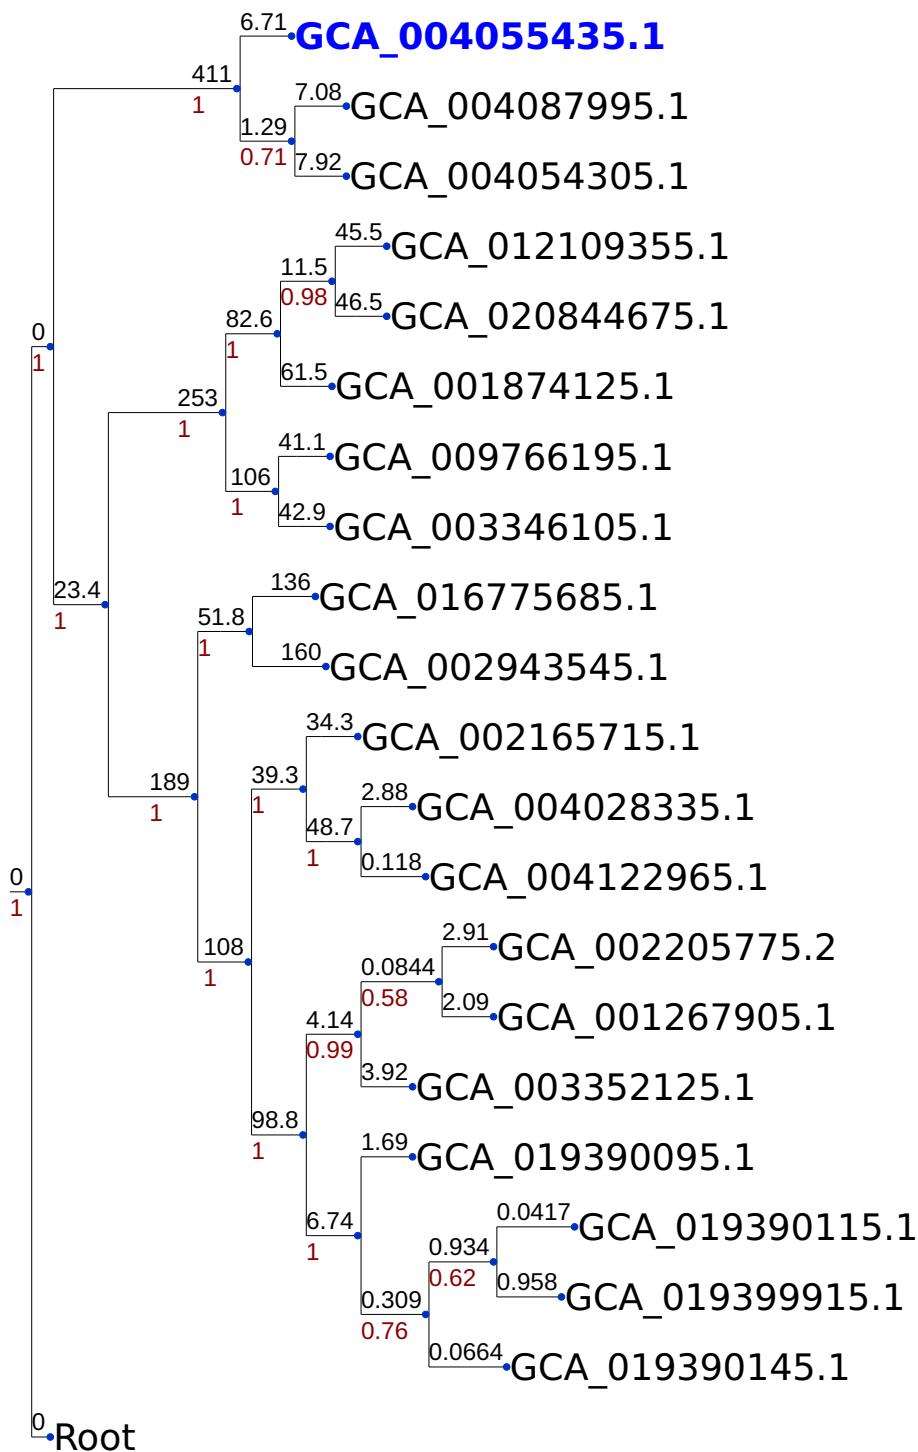 6.71
GCA_004055435.1
411
1
7.08
GCA_004087995.1
1.29
0.71
7.92
GCA_004054305.1
45.5
GCA_012109355.1
11.5
0.98
46.5
GCA_020844675.1
82.6
1
0
1
61.5
GCA_001874125.1
253
1
41.1
GCA_009766195.1
106
1
42.9
GCA_003346105.1
23.4
1
136
GCA_016775685.1
51.8
1
160
GCA_002943545.1
34.3
GCA_002165715.1
189
1
39.3
1
2.88
GCA_004028335.1
48.7
1
0.118
GCA_004122965.1
0
1
108
1
2.91
GCA_002205775.2
0.0844
0.58
2.09
GCA_001267905.1
4.14
0.99
3.92
GCA_003352125.1
98.8
1
1.69
GCA_019390095.1
6.74
1
0.0417
GCA_019390115.1
0.934
0.62
0.958
GCA_019399915.1
0.309
0.76
0.0664
GCA_019390145.1
0
Root